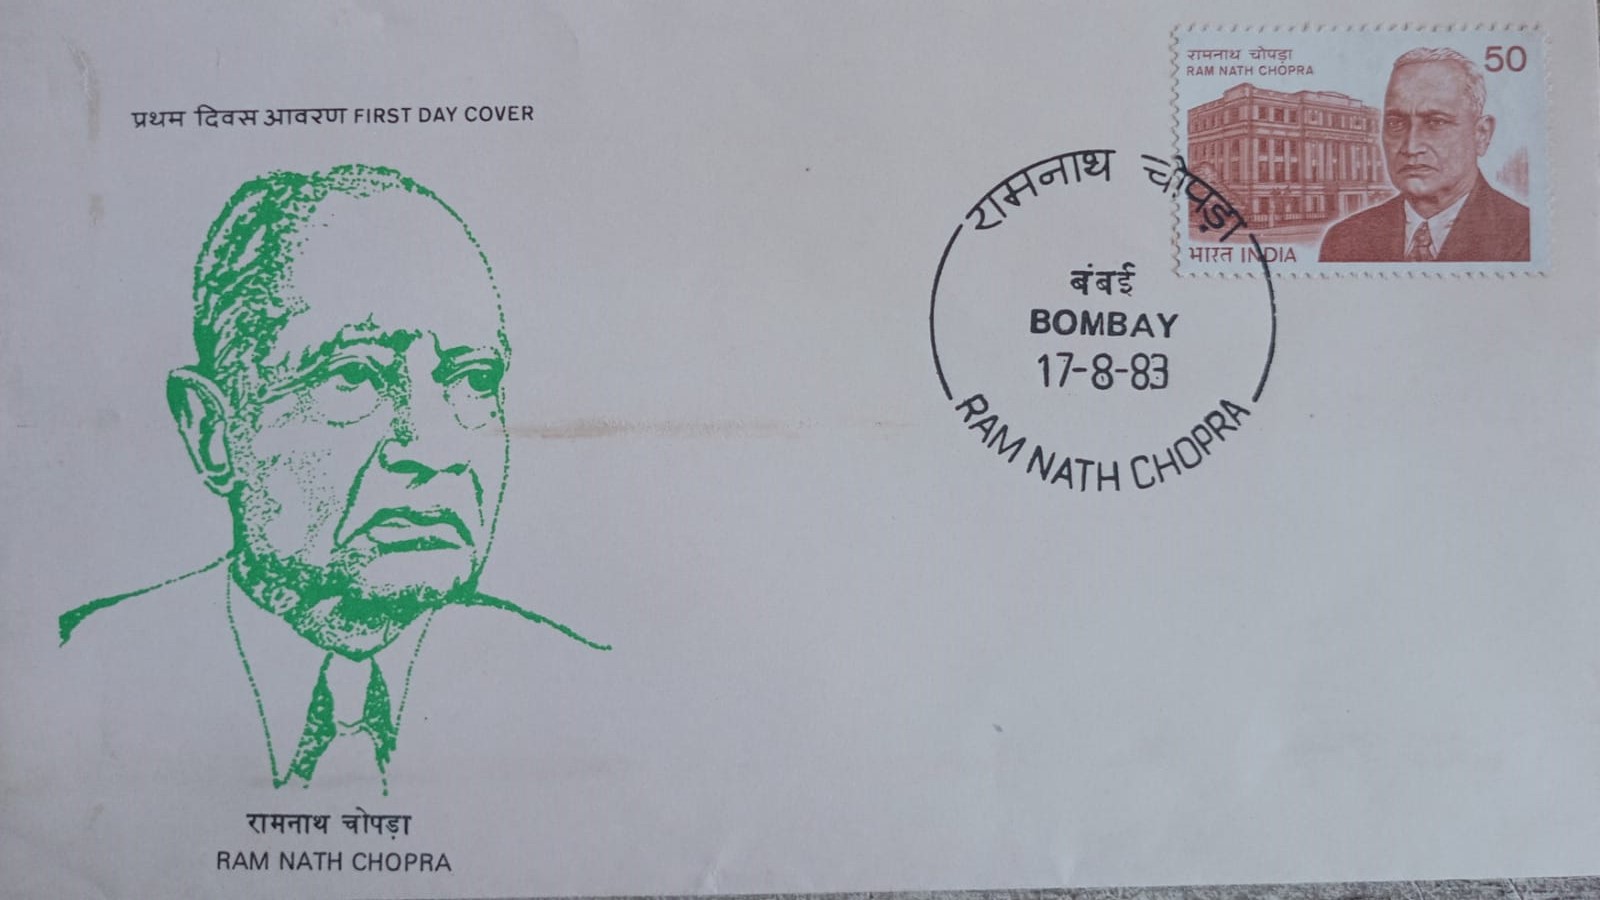 प्रथम दिवस आवरण FIRST DAY COVER
रामनाथ चोपड़ा
RAM NATH CHOPRA
50
भारत INDIA
रामनाथ चोपड़ा
बंबई
BOMBAY
17-8-83
RAM NATH CHOPRA
रामनाथ चोपड़ा
RAM NATH CHOPRA